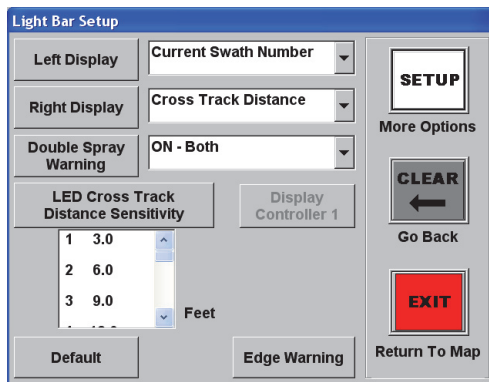 Light Bar Setup
Left Display
Current Swath Number
Right Display
Cross Track Distance
Double Spray
Warning
ON - Both
LED Cross Track
Distance Sensitivity
Display
Controller 1
1 3.0
2 6.0
3 9.0
Feet
Default
Edge Warning
SETUP
More Options
CLEAR
Go Back
EXIT
Return To Map